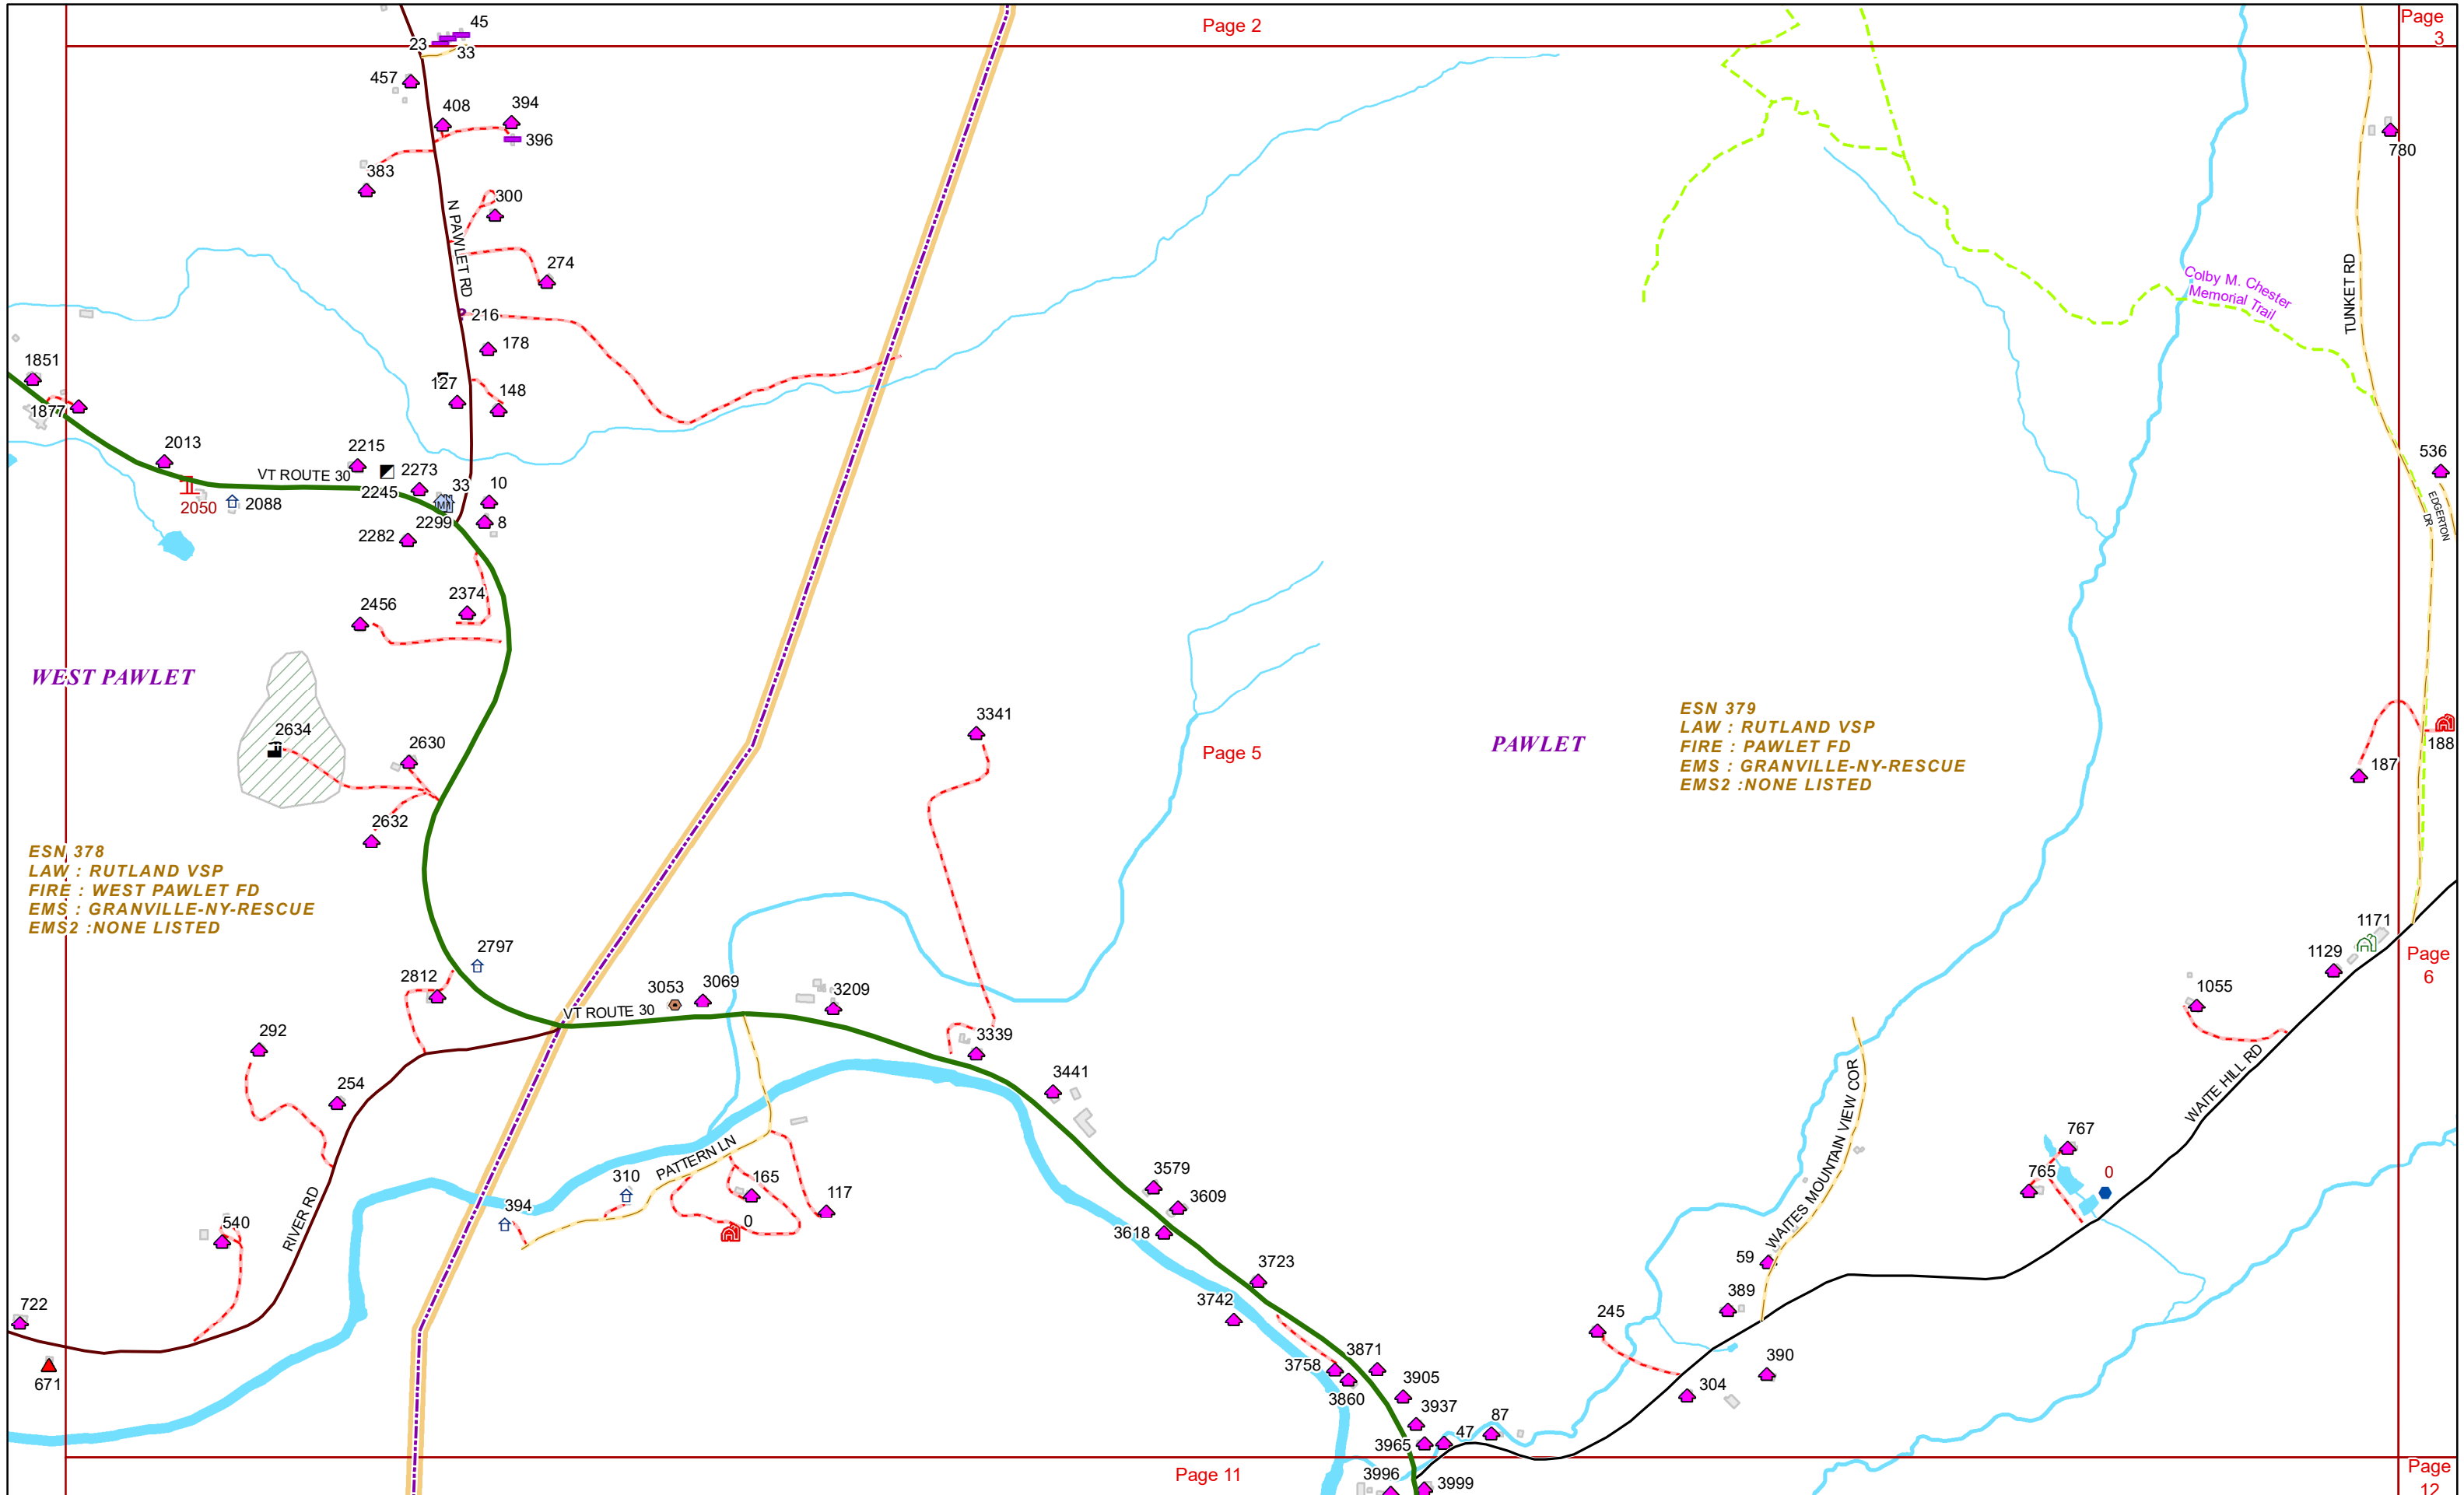 45
Page 2
Page
3
23
33
457
408
394
396
383
780
300
N PAWLET RD
274
Colby M. Chester
Memorial Trail
TUNKET RD
216
178
1851
127
148
1877
2013
2215
2273
536
VT ROUTE 30
2245
33
10
M
2050
2088
2299
8
EDGERTON
DR
2282
2374
2456
WEST PAWLET
3341
ESN 379
LAW : RUTLAND VSP
FIRE : PAWLET FD
EMS : GRANVILLE-NY-RESCUE
EMS2 :NONE LISTED
2634
2630
Page 5
PAWLET
188
187
2632
ESN 378
LAW : RUTLAND VSP
FIRE : WEST PAWLET FD
EMS : GRANVILLE-NY-RESCUE
EMS2 :NONE LISTED
1171
2797
1129
Page
6
2812
3053
3069
3209
1055
VT ROUTE 30
292
3339
254
3441
WAITE HILL RD
WAITES MOUNTAIN VIEW COR
PATTERN LN
767
310
165
3579
765
0
394
117
3609
540
0
3618
RIVER RD
59
3723
722
3742
389
245
3871
3758
390
671
3905
304
3860
3937
87
47
3965
Page 11
3996
3999
Page
12